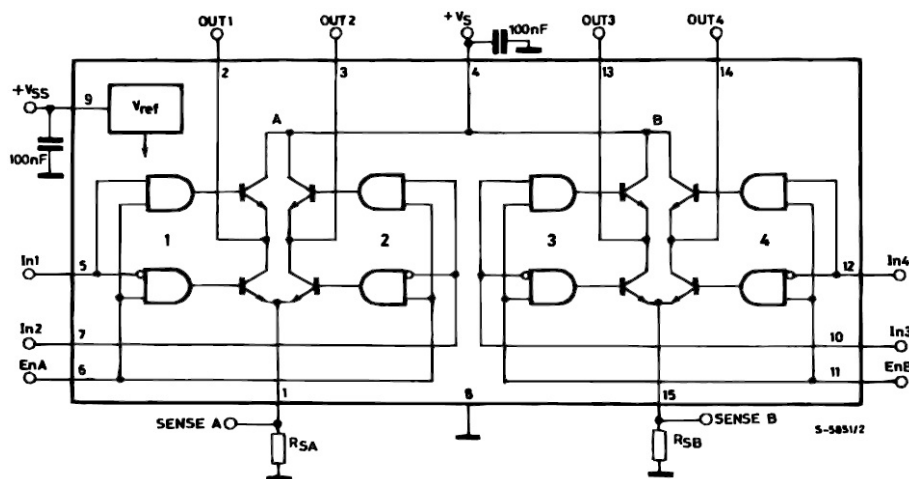 OUT1 OUT2 +VS 100nF OUT3 OUT4
2 3 4 13 14
+VSS 9 Vref A B
100nF
1 2 3 4
In1 5 12 In4
In2 7 10 In3
EnA 6 11 EnB
1 8 15
SENSE A SENSE B S-5851/2
RSA RSB